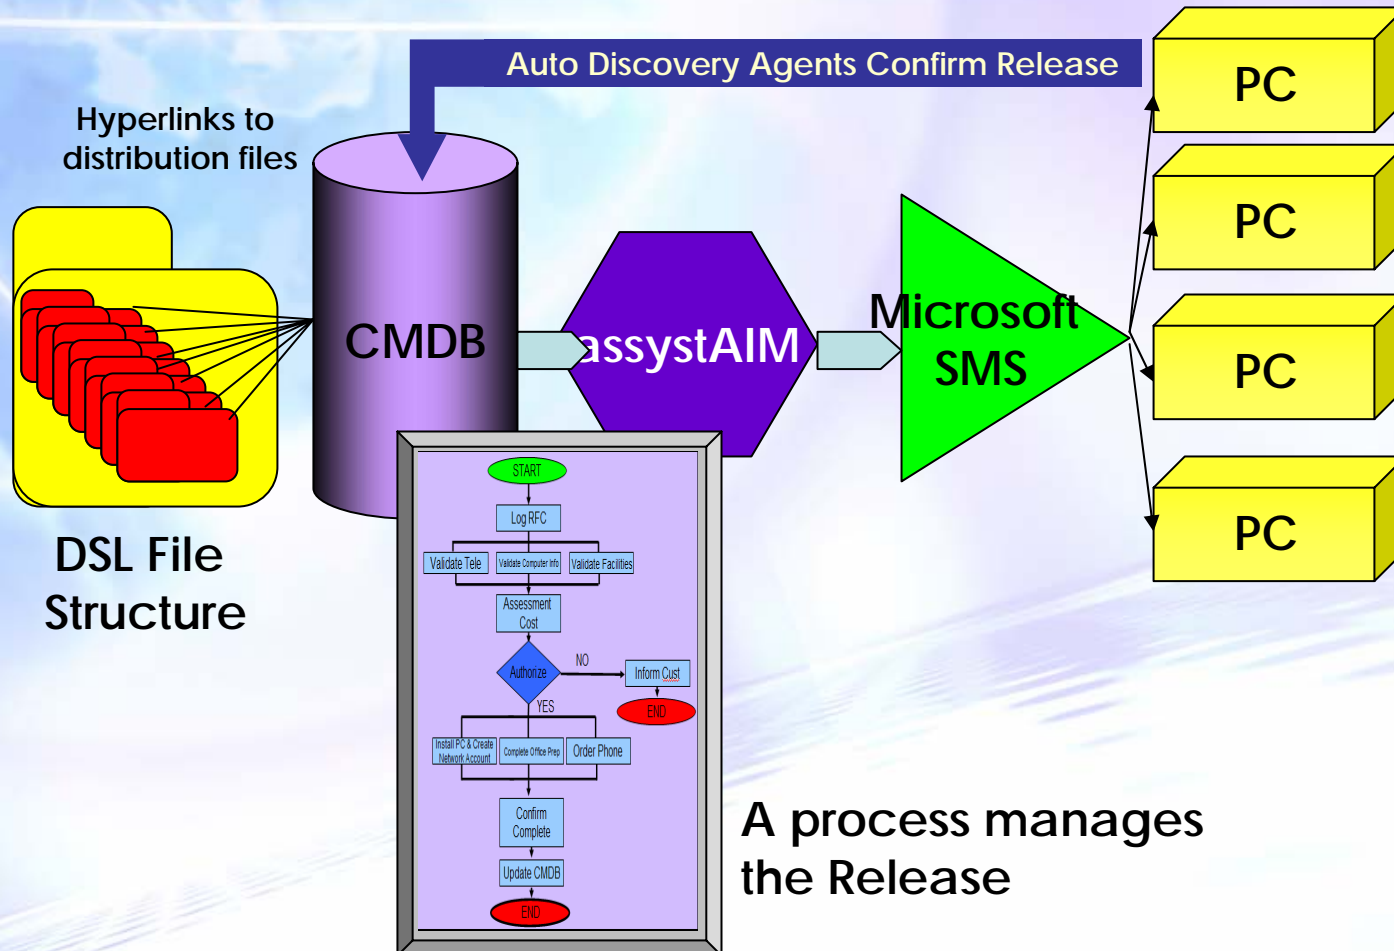 Auto Discovery Agents Confirm Release
Hyperlinks to
distribution files
DSL File
Structure
CMDB
assystAIM
Microsoft
SMS
PC
PC
PC
PC
START
Log RFC
Validate Tele
Validate Computer Info
Validate Facilities
Assessment
Cost
Authorize
NO
Inform Cust
END
YES
Install PC & Create
Network Account
Complete Office Prep
Order Phone
Confirm
Complete
Update CMDB
END
A process manages
the Release